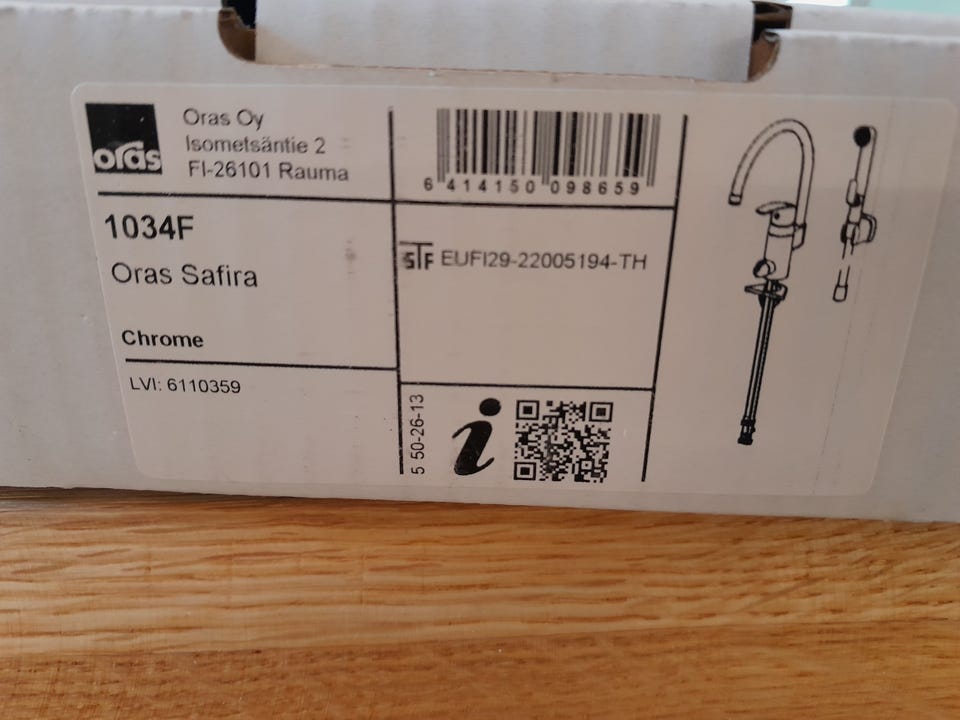 oras
Oras Oy
Isometsäntie 2
FI-26101 Rauma
6 414150 098659
1034F
Oras Safira
Chrome
LVI: 6110359
STF EUFI29-22005194-TH
5 50-26-13
i